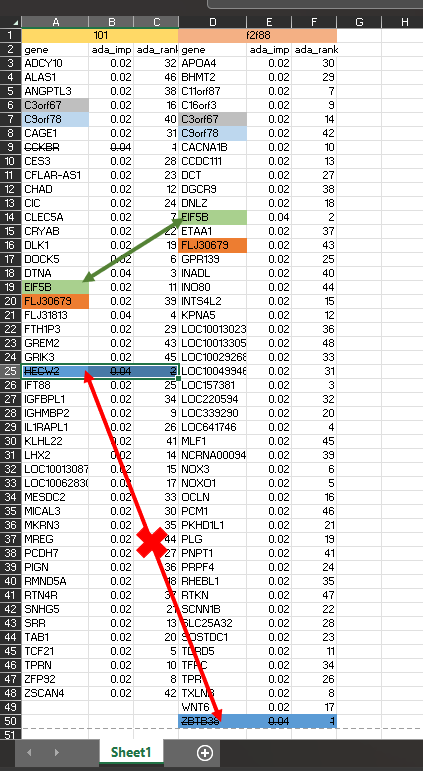 A B C D E F G H
1 101 f2f88
2 gene ada_imp ada_rank gene ada_imp ada_rank
3 ADCY10 0.02 32 APOA4 0.02 30
4 ALAS1 0.02 46 BHMT2 0.02 29
5 ANGPTL3 0.02 38 C11orf87 0.02 7
6 C3orf67 0.02 16 C16orf3 0.02 9
7 C9orf78 0.02 40 C3orf67 0.02 14
8 CAGE1 0.02 31 C9orf78 0.02 42
9 CCKBR 0.04 1 CACNA1B 0.02 10
10 CES3 0.02 28 CCDC111 0.02 13
11 CFLAR-AS1 0.02 23 DCT 0.02 27
12 CHAD 0.02 12 DGCR9 0.02 38
13 CIC 0.02 24 DNLZ 0.02 18
14 CLEC5A 0.02 7 EIF5B 0.04 2
15 CRYAB 0.02 22 ETAA1 0.02 37
16 DLK1 0.02 19 FLJ30679 0.02 43
17 DOCK5 0.02 6 GPR139 0.02 25
18 DTNA 0.04 3 INADL 0.02 40
19 EIF5B 0.02 11 INO80 0.02 44
20 FLJ30679 0.02 39 INTS4L2 0.02 15
21 FLJ31813 0.04 4 KPNA5 0.02 12
22 FTH1P3 0.02 29 LOC10013023 0.02 36
23 GREM2 0.02 43 LOC10013305 0.02 48
24 GRIK3 0.02 45 LOC10029268 0.02 33
25 HECW2 0.04 2 LOC10049946 0.02 31
26 IFT88 0.02 25 LOC157381 0.02 3
27 IGFBPL1 0.02 34 LOC220594 0.02 32
28 IGHMBP2 0.02 9 LOC339290 0.02 20
29 IL1RAPL1 0.02 26 LOC641746 0.02 4
30 KLHL22 0.02 41 MLF1 0.02 45
31 LHX2 0.02 14 NCRNA00094 0.02 39
32 LOC10013087 0.02 15 NOX3 0.02 6
33 LOC10062830 0.02 17 NOXO1 0.02 5
34 MESDC2 0.02 33 OCLN 0.02 16
35 MICAL3 0.02 30 PCM1 0.02 46
36 MKRN3 0.02 35 PKHD1L1 0.02 21
37 MREG 0.02 44 PLG 0.02 19
38 PCDH7 0.02 27 PNPT1 0.02 41
39 PIGN 0.02 36 PRPF4 0.02 24
40 RMND5A 0.02 18 RHEBL1 0.02 35
41 RTN4R 0.02 37 RTKN 0.02 47
42 SNHG5 0.02 21 SCNN1B 0.02 22
43 SRR 0.02 13 SLC25A32 0.02 28
44 TAB1 0.02 20 SOSTDC1 0.02 23
45 TCF21 0.02 5 TDRD5 0.02 11
46 TPRN 0.02 10 TFRC 0.02 34
47 ZFP92 0.02 8 TPR 0.02 26
48 ZSCAN4 0.02 42 TXLNB 0.02 8
49 WNT6 0.02 17
50 ZBTB38 0.04 1
51
Sheet1